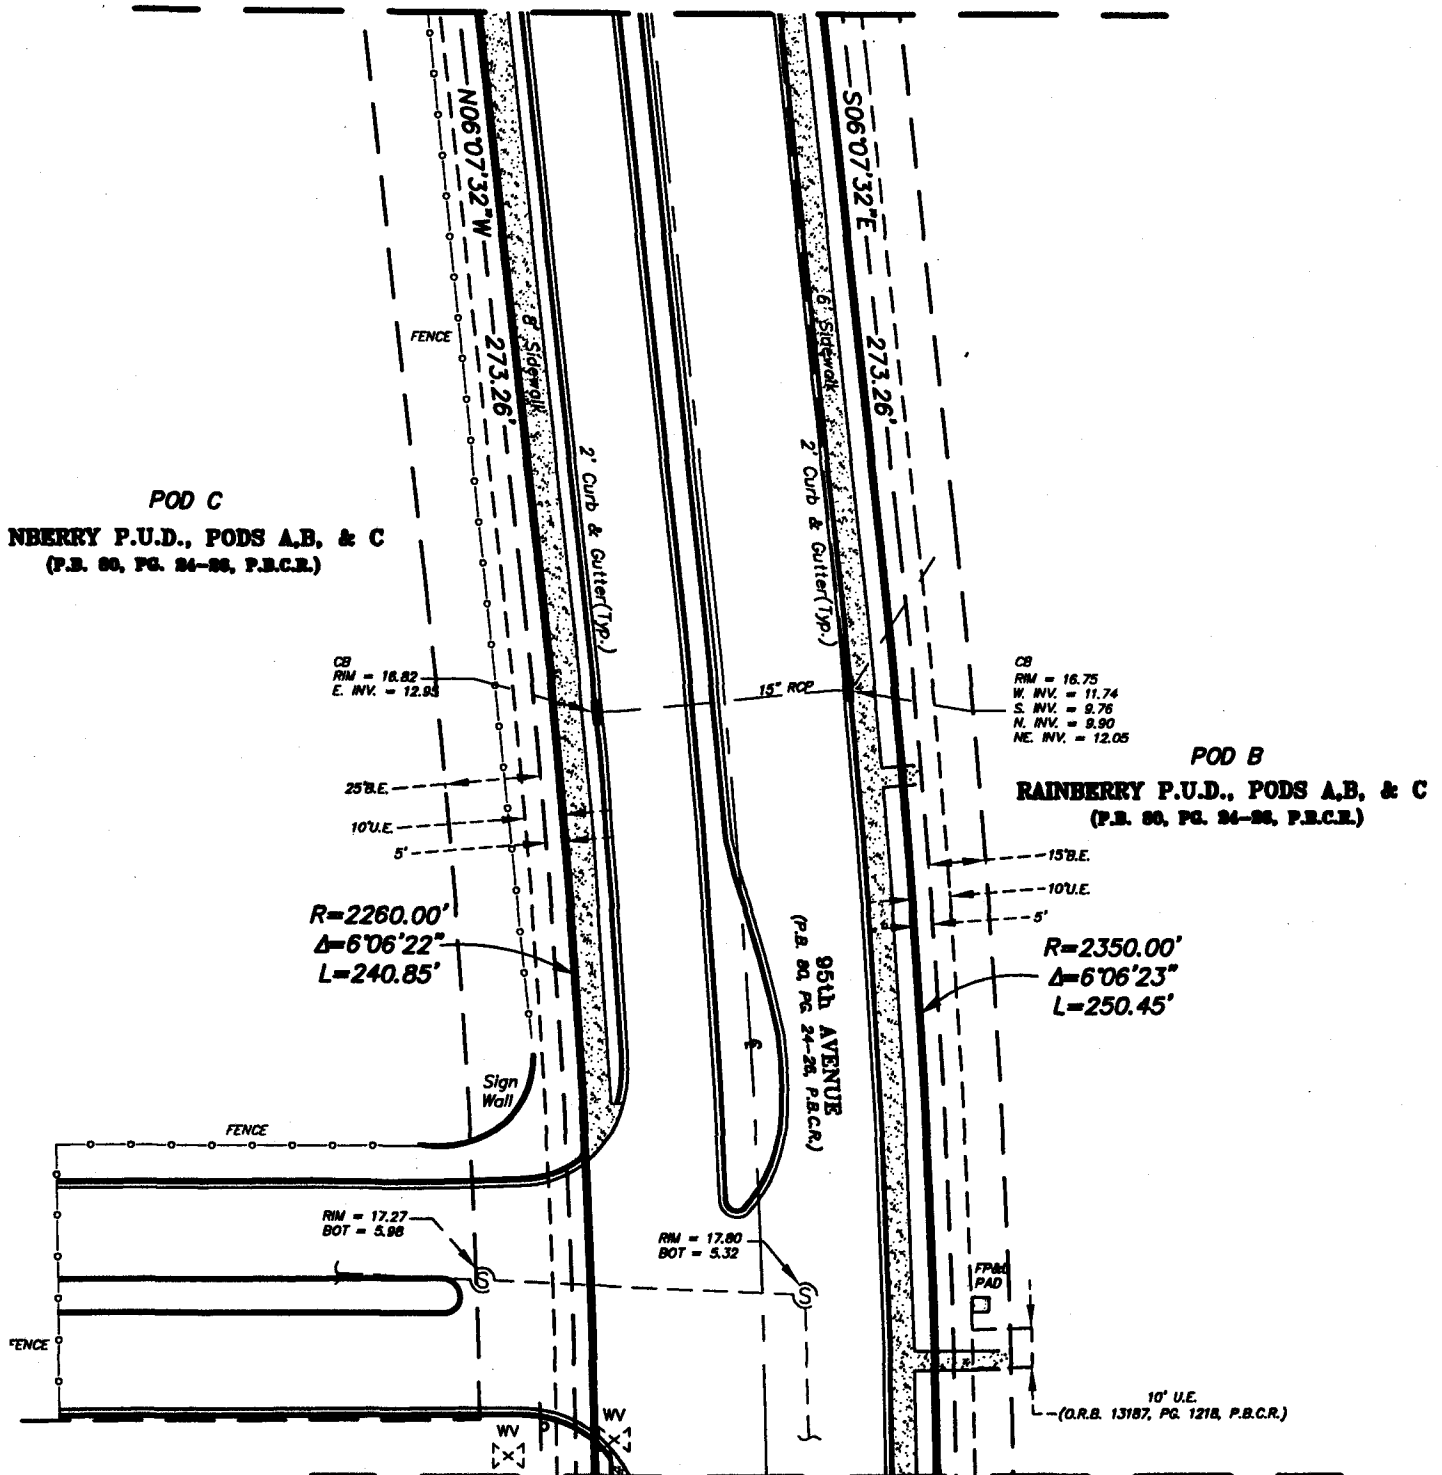 N06°07'32"W
273.26'
8' Sidewalk
FENCE
S06°07'32"E
273.26'
6' Sidewalk
2' Curb & Gutter(Typ.)
2' Curb & Gutter(Typ.)
POD C
NBERRY P.U.D., PODS A,B, & C
(P.B. 80, PG. 24-26, P.B.C.R.)
CB
RIM = 16.82
E. INV. = 12.95
15" RCP
CB
RIM = 16.75
W. INV. = 11.74
S. INV. = 9.76
N. INV. = 9.90
NE. INV. = 12.05
POD B
RAINBERRY P.U.D., PODS A,B, & C
(P.B. 80, PG. 24-26, P.B.C.R.)
25'B.E.
10'U.E.
5'
15'B.E.
10'U.E.
5'
R=2260.00'
Δ=6°06'22"
L=240.85'
R=2350.00'
Δ=6°06'23"
L=250.45'
95th AVENUE
(P.B. 80, PG. 24-26, P.B.C.R.)
Sign
Wall
FENCE
RIM = 17.27
BOT = 5.98
S
RIM = 17.80
BOT = 5.32
S
FP&L
PAD
FENCE
10' U.E.
(O.R.B. 13187, PG. 1218, P.B.C.R.)
WV
WV